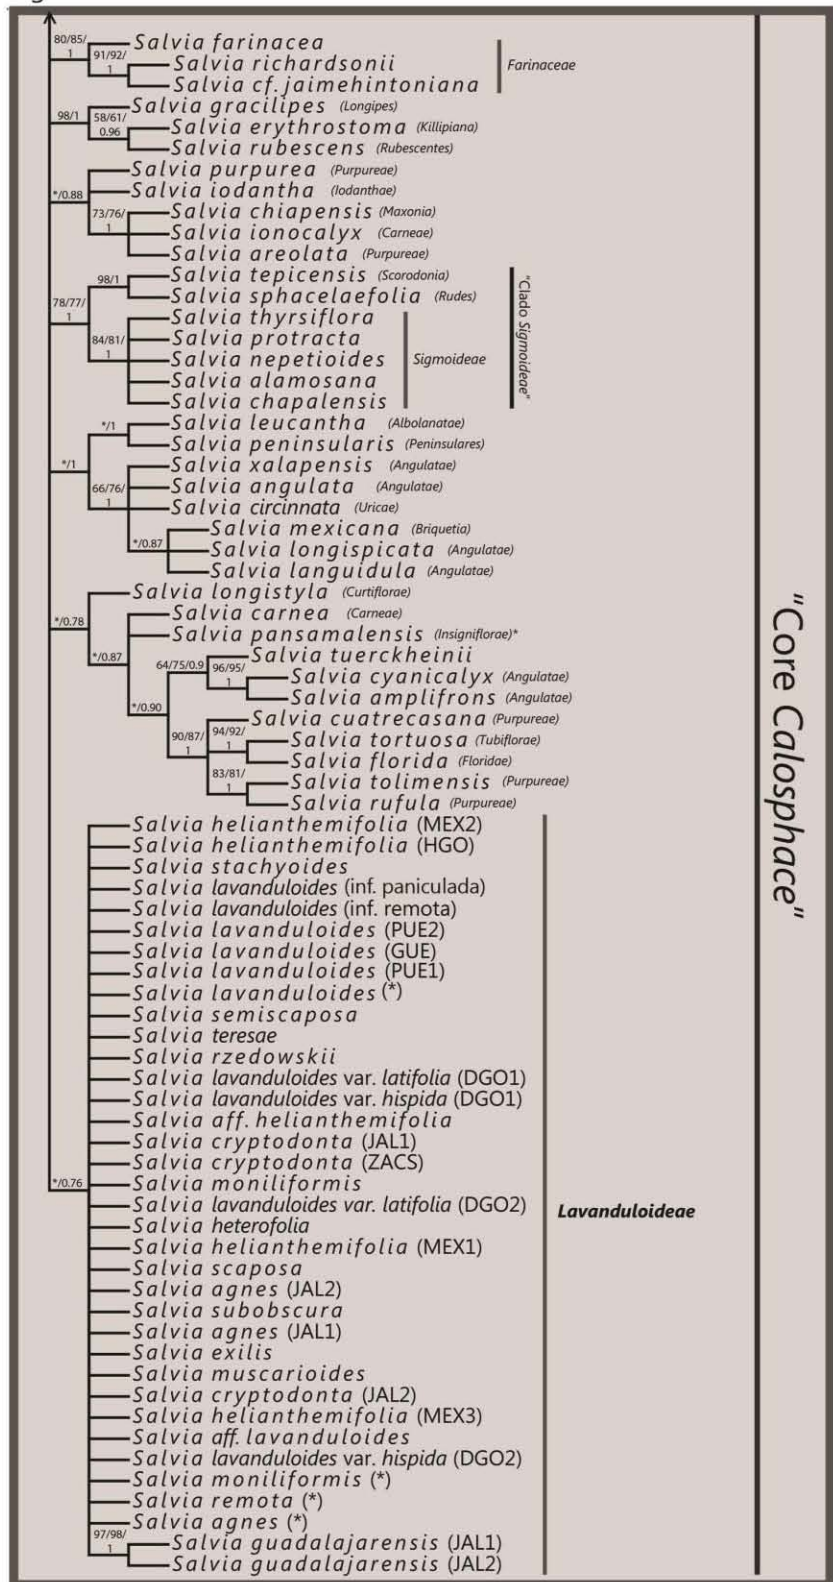 80/85/
1
Salvia farinacea
91/92/
1
Salvia richardsonii
Salvia cf. jaimehintoniana
Farinaceae
98/1
Salvia gracilipes (Longipes)
58/61/
0.96
Salvia erythrostoma (Killipiana)
Salvia rubescens (Rubescentes)
*/0.88
Salvia purpurea (Purpureae)
Salvia iodantha (Iodanthae)
73/76/
1
Salvia chiapensis (Maxonia)
Salvia ionocalyx (Carneae)
Salvia areolata (Purpureae)
78/77/
1
98/1
Salvia tepicensis (Scorodonia)
Salvia sphacelaefolia (Rudes)
84/81/
1
Salvia thyrsiflora
Salvia protracta
Salvia nepetioides
Salvia alamosana
Salvia chapalensis
Sigmoideae
"Clado Sigmoideae"
*/1
*/1
Salvia leucantha (Albolanatae)
Salvia peninsularis (Peninsulares)
66/76/
1
Salvia xalapensis (Angulatae)
Salvia angulata (Angulatae)
Salvia circinnata (Uricae)
*/0.87
Salvia mexicana (Briquetia)
Salvia longispicata (Angulatae)
Salvia languidula (Angulatae)
*/0.78
Salvia longistyla (Curtiflorae)
*/0.87
Salvia carnea (Carneae)
Salvia pansamalensis (Insigniflorae)*
*/0.90
64/75/0.9
Salvia tuerckheinii
96/95/
1
Salvia cyanicalyx (Angulatae)
Salvia amplifrons (Angulatae)
90/87/
1
Salvia cuatrecasana (Purpureae)
94/92/
1
Salvia tortuosa (Tubiflorae)
Salvia florida (Floridae)
83/81/
1
Salvia tolimensis (Purpureae)
Salvia rufula (Purpureae)
*/0.76
Salvia helianthemifolia (MEX2)
Salvia helianthemifolia (HGO)
Salvia stachyoides
Salvia lavanduloides (inf. paniculada)
Salvia lavanduloides (inf. remota)
Salvia lavanduloides (PUE2)
Salvia lavanduloides (GUE)
Salvia lavanduloides (PUE1)
Salvia lavanduloides (*)
Salvia semiscaposa
Salvia teresae
Salvia rzedowskii
Salvia lavanduloides var. latifolia (DGO1)
Salvia lavanduloides var. hispida (DGO1)
Salvia aff. helianthemifolia
Salvia cryptodonta (JAL1)
Salvia cryptodonta (ZACS)
Salvia moniliformis
Salvia lavanduloides var. latifolia (DGO2)
Salvia heterofolia
Salvia helianthemifolia (MEX1)
Salvia scaposa
Salvia agnes (JAL2)
Salvia subobscura
Salvia agnes (JAL1)
Salvia exilis
Salvia muscarioides
Salvia cryptodonta (JAL2)
Salvia helianthemifolia (MEX3)
Salvia aff. lavanduloides
Salvia lavanduloides var. hispida (DGO2)
Salvia moniliformis (*)
Salvia remota (*)
Salvia agnes (*)
97/98/
1
Salvia guadalajarensis (JAL1)
Salvia guadalajarensis (JAL2)
Lavanduloideae
"Core Calosphace"